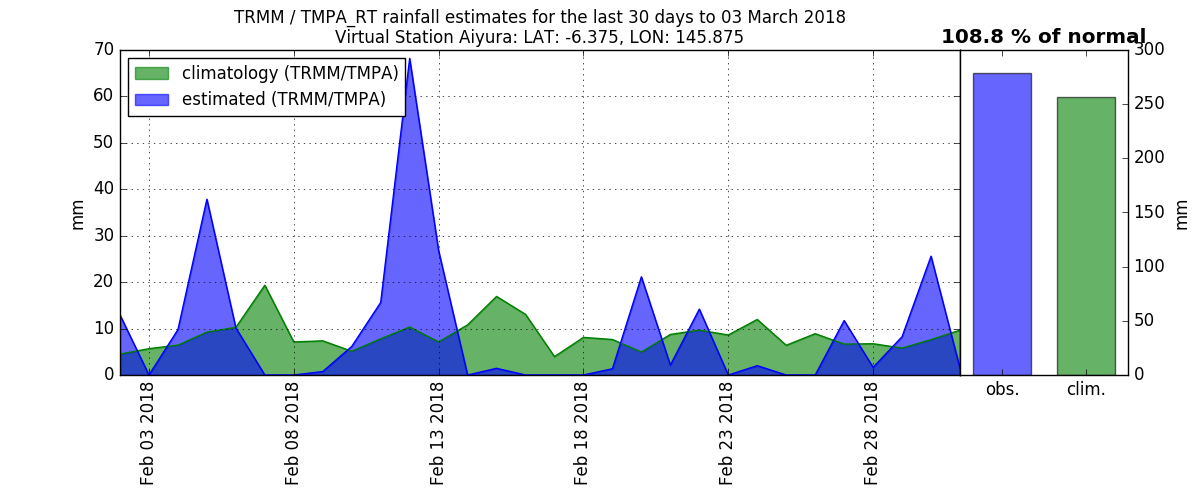 TRMM / TMPA_RT rainfall estimates for the last 30 days to 03 March 2018
Virtual Station Aiyura: LAT: -6.375, LON: 145.875
108.8 % of normal
climatology (TRMM/TMPA)
estimated (TRMM/TMPA)
70
60
50
40
30
20
10
0
mm
Feb 03 2018
Feb 08 2018
Feb 13 2018
Feb 18 2018
Feb 23 2018
Feb 28 2018
obs.
clim.
300
250
200
150
100
50
0
mm